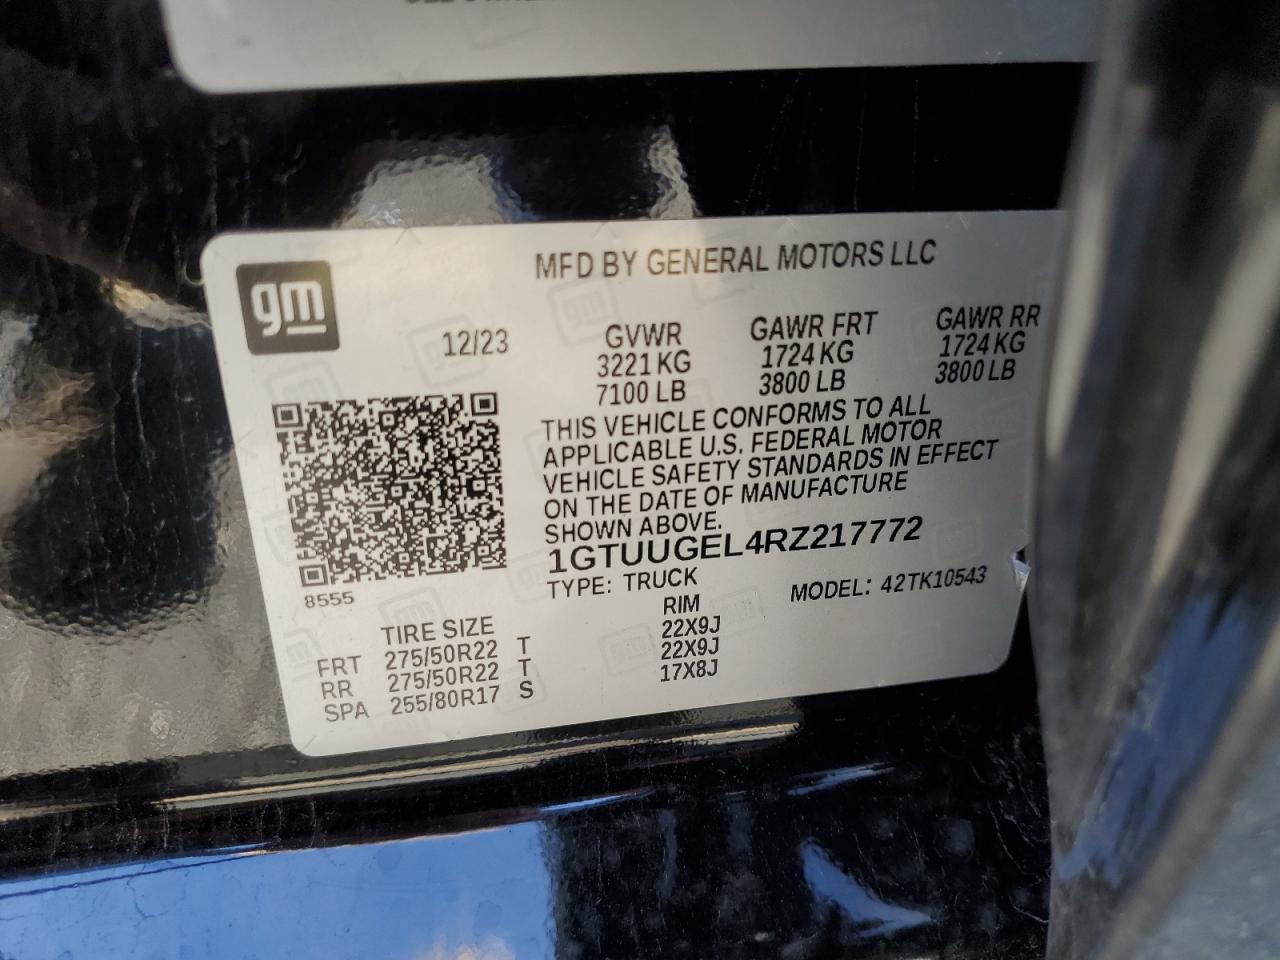 gm
MFD BY GENERAL MOTORS LLC
12/23
GVWR GAWR FRT GAWR RR
3221 KG 1724 KG 1724 KG
7100 LB 3800 LB 3800 LB
THIS VEHICLE CONFORMS TO ALL
APPLICABLE U.S. FEDERAL MOTOR
VEHICLE SAFETY STANDARDS IN EFFECT
ON THE DATE OF MANUFACTURE
SHOWN ABOVE.
1GTUUGEL4RZ217772
TYPE: TRUCK MODEL: 42TK10543
8555
TIRE SIZE RIM
FRT 275/50R22 T 22X9J
RR 275/50R22 T 22X9J
SPA 255/80R17 S 17X8J